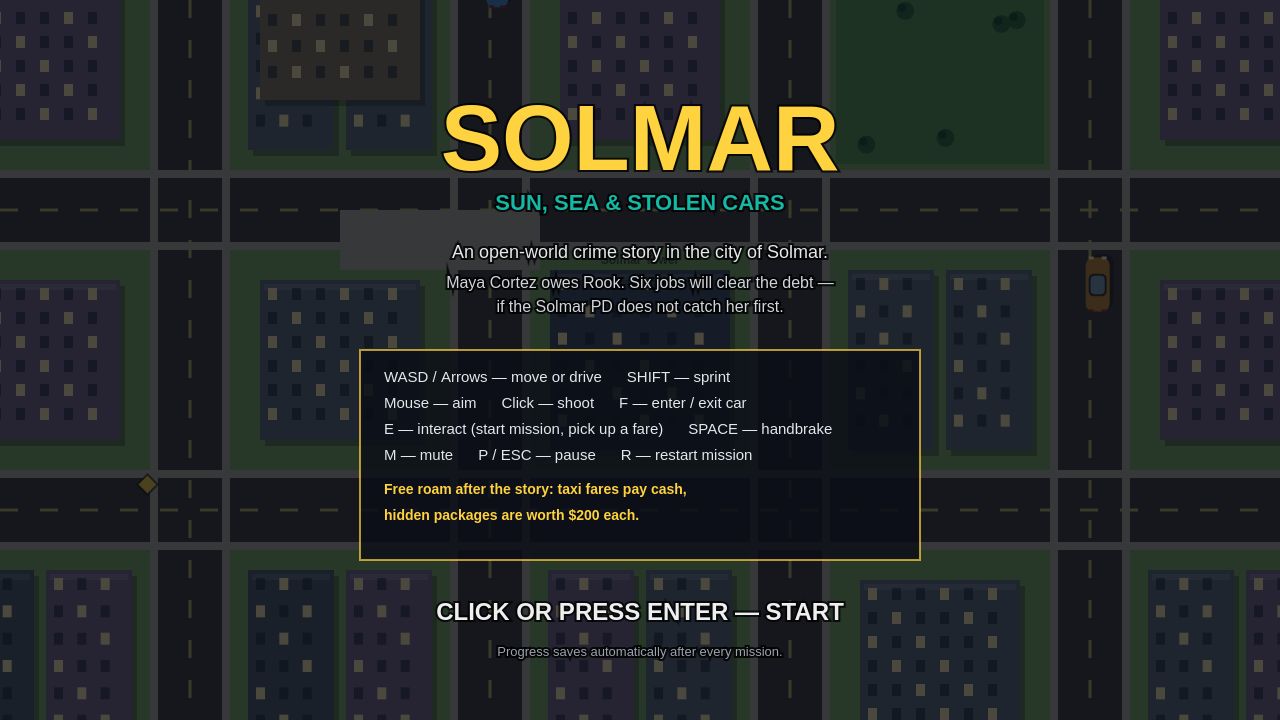 SOLMAR
SUN, SEA & STOLEN CARS
An open-world crime story in the city of Solmar.
Maya Cortez owes Rook. Six jobs will clear the debt —
if the Solmar PD does not catch her first.
WASD / Arrows — move or drive SHIFT — sprint
Mouse — aim Click — shoot F — enter / exit car
E — interact (start mission, pick up a fare) SPACE — handbrake
M — mute P / ESC — pause R — restart mission
Free roam after the story: taxi fares pay cash,
hidden packages are worth $200 each.
CLICK OR PRESS ENTER — START
Progress saves automatically after every mission.